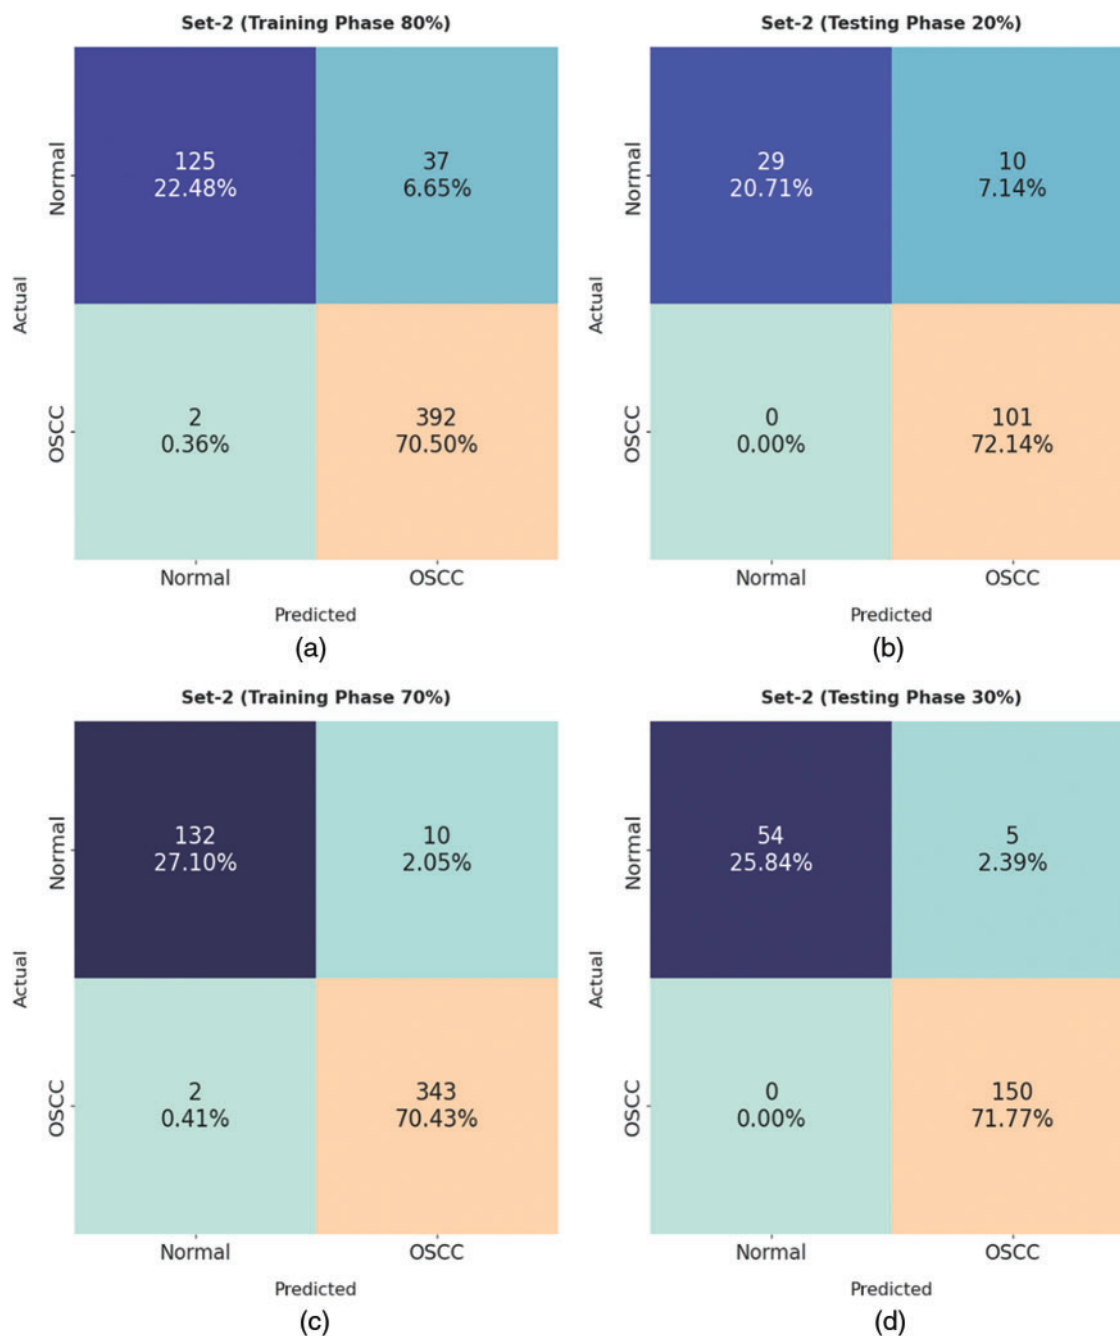 Set-2 (Training Phase 80%)
Actual
Normal
125
22.48%
37
6.65%
OSCC
2
0.36%
392
70.50%
Normal
OSCC
Predicted
(a)
Set-2 (Testing Phase 20%)
Actual
Normal
29
20.71%
10
7.14%
OSCC
0
0.00%
101
72.14%
Normal
OSCC
Predicted
(b)
Set-2 (Training Phase 70%)
Actual
Normal
132
27.10%
10
2.05%
OSCC
2
0.41%
343
70.43%
Normal
OSCC
Predicted
(c)
Set-2 (Testing Phase 30%)
Actual
Normal
54
25.84%
5
2.39%
OSCC
0
0.00%
150
71.77%
Normal
OSCC
Predicted
(d)